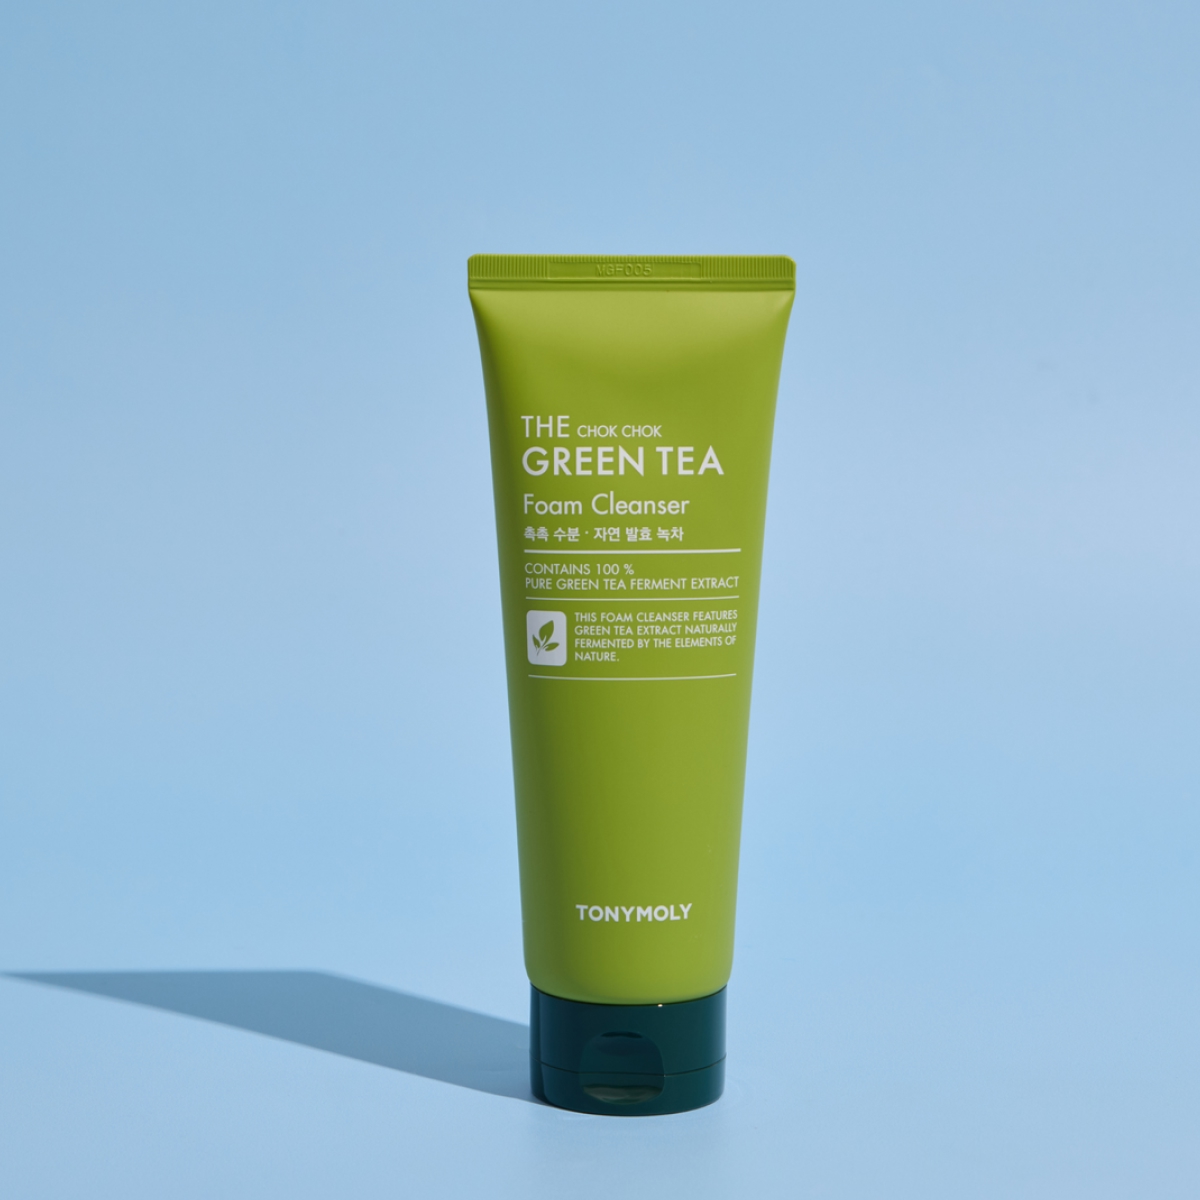 MGF005
THE CHOK CHOK
GREEN TEA
Foam Cleanser
촉촉 수분 · 자연 발효 녹차
CONTAINS 100 %
PURE GREEN TEA FERMENT EXTRACT
THIS FOAM CLEANSER FEATURES
GREEN TEA EXTRACT NATURALLY
FERMENTED BY THE ELEMENTS OF
NATURE.
TONYMOLY